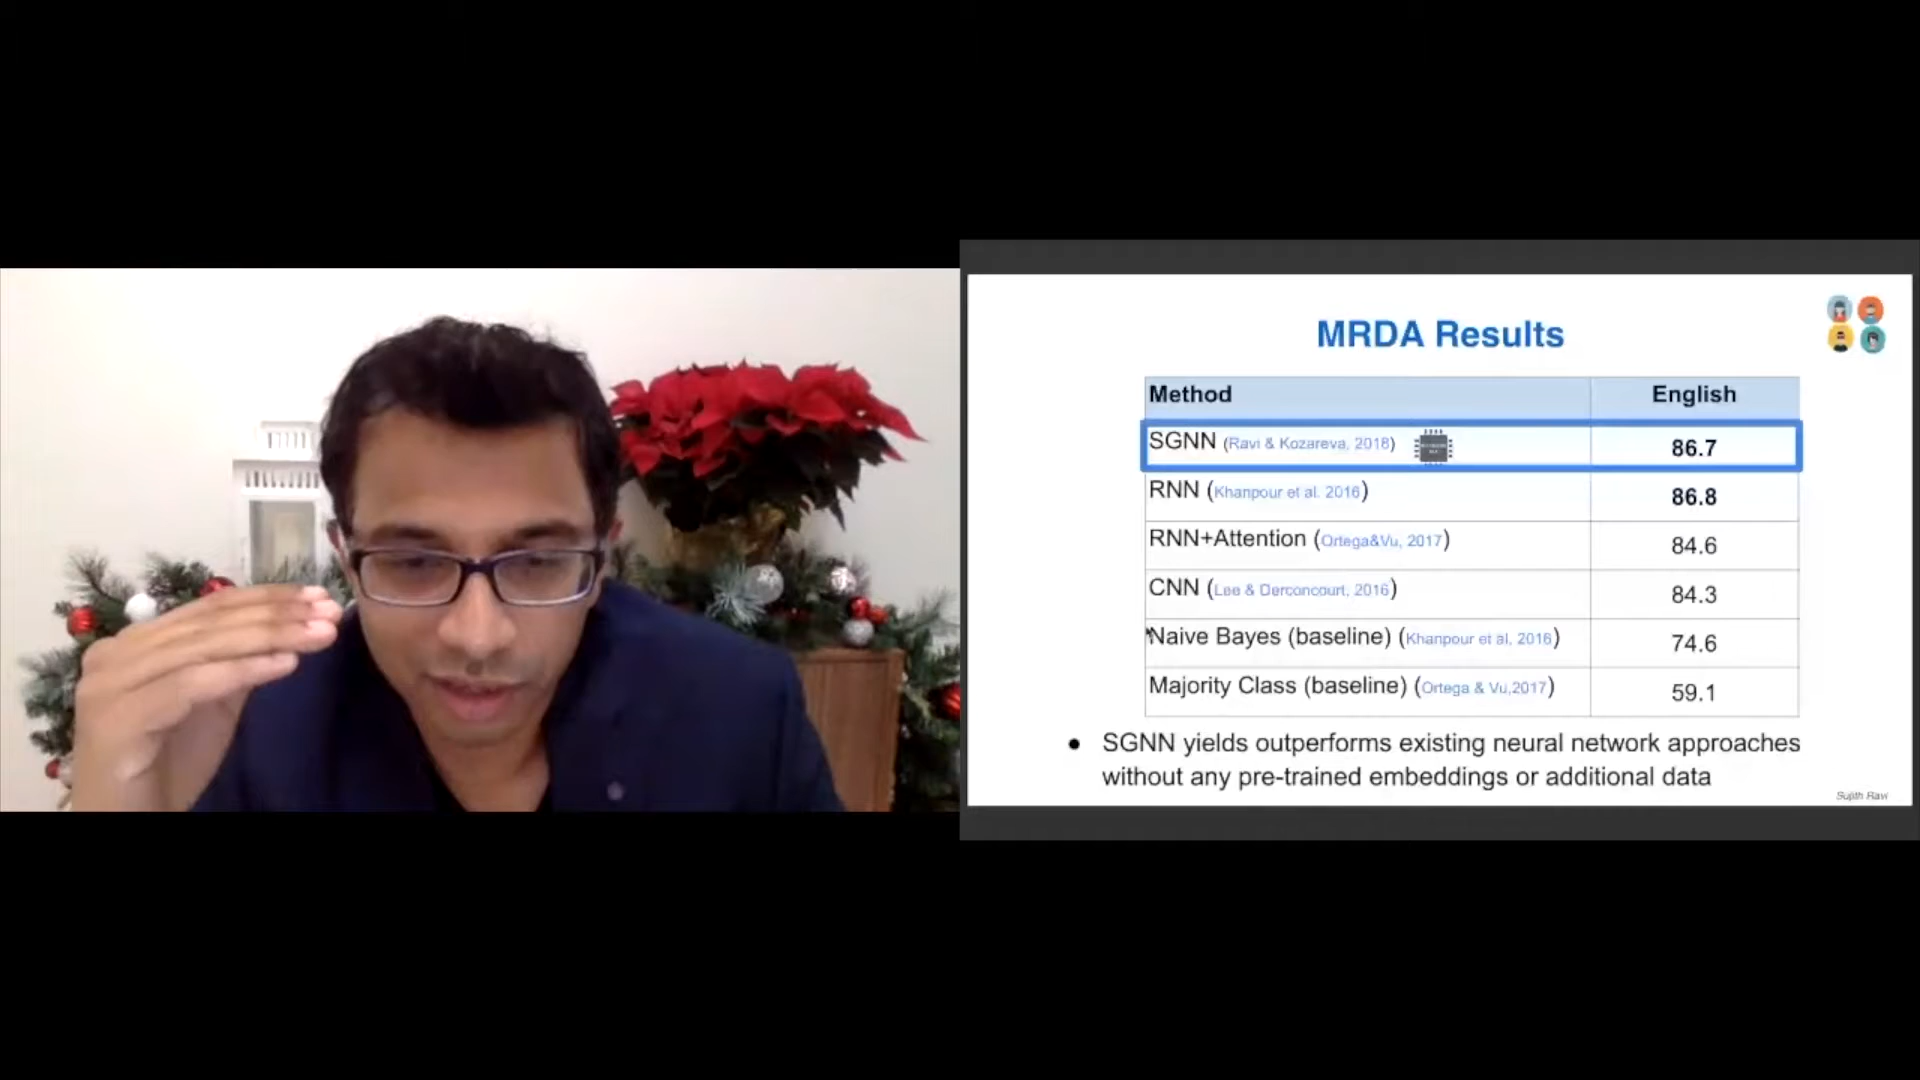 MRDA Results
Method English
SGNN (Ravi & Kozareva, 2018) 86.7
RNN (Khanpour et al. 2016) 86.8
RNN+Attention (Ortega&Vu, 2017) 84.6
CNN (Lee & Derconcourt, 2016) 84.3
Naive Bayes (baseline) (Khanpour et al, 2016) 74.6
Majority Class (baseline) (Ortega & Vu,2017) 59.1
● SGNN yields outperforms existing neural network approaches
without any pre-trained embeddings or additional data
Sujith Ravi